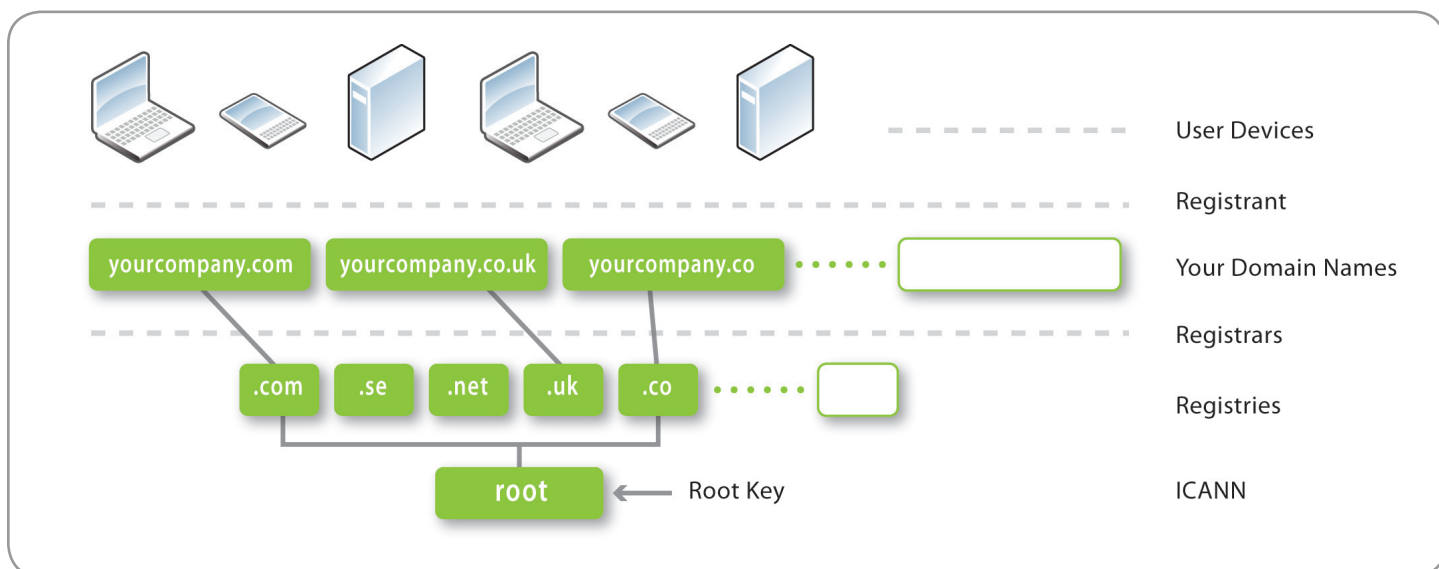 User Devices
Registrant
yourcompany.com yourcompany.co.uk yourcompany.co Your Domain Names
Registrars
.com .se .net .uk .co Registries
root Root Key ICANN